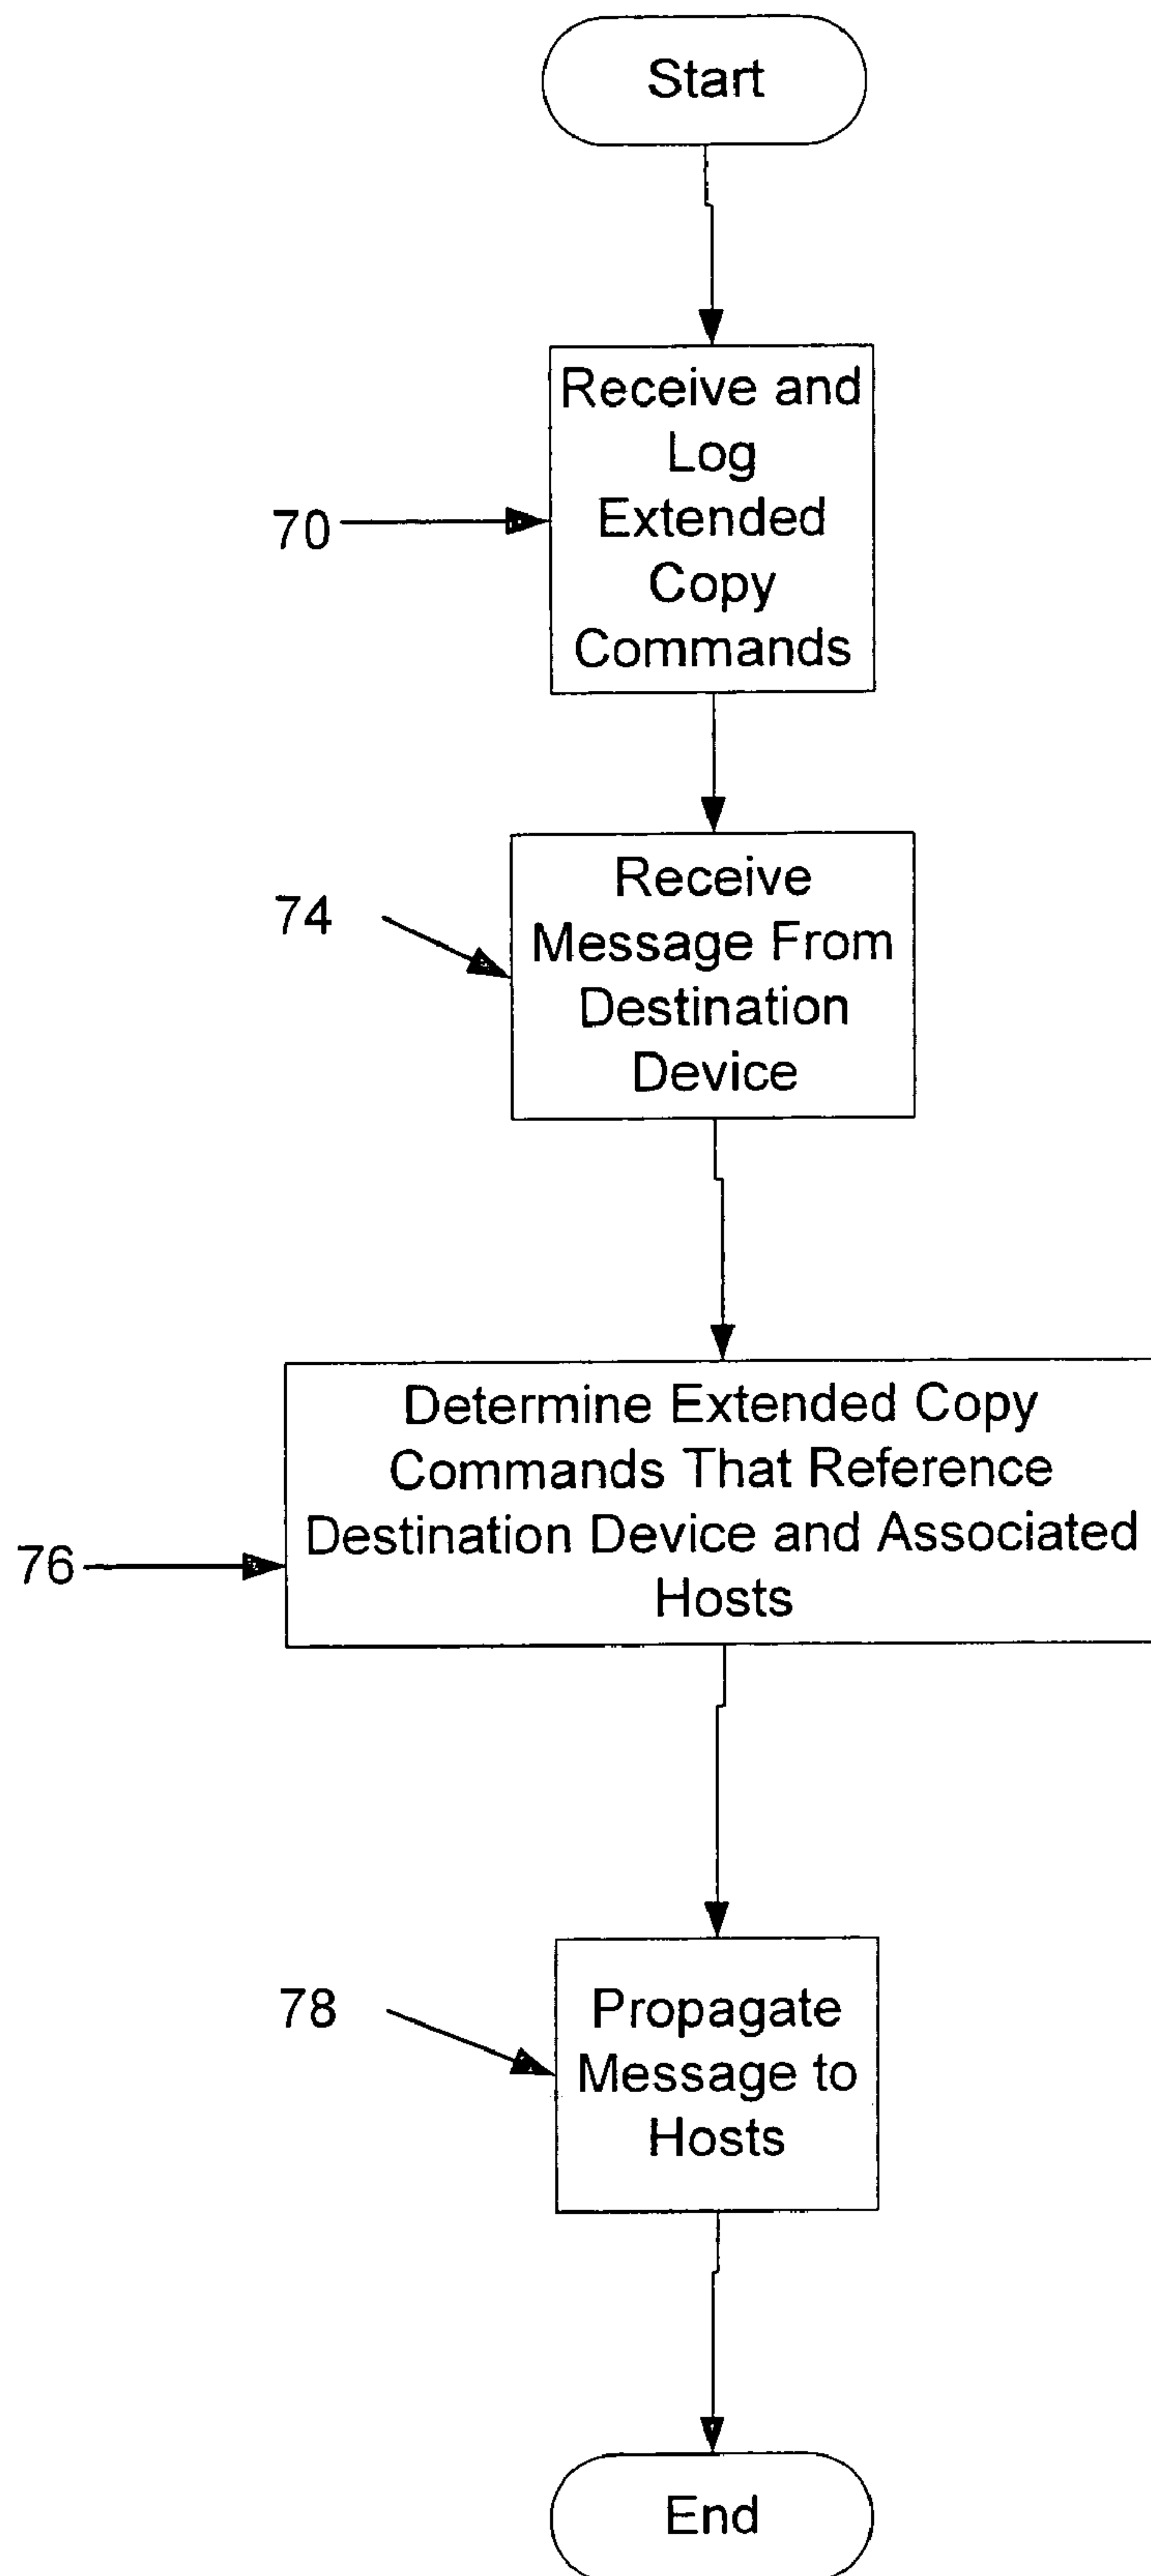 Start
Receive and
Log
Extended
Copy
Commands
70
Receive
Message From
Destination
Device
74
Determine Extended Copy
Commands That Reference
Destination Device and Associated
Hosts
76
Propagate
Message to
Hosts
78
End